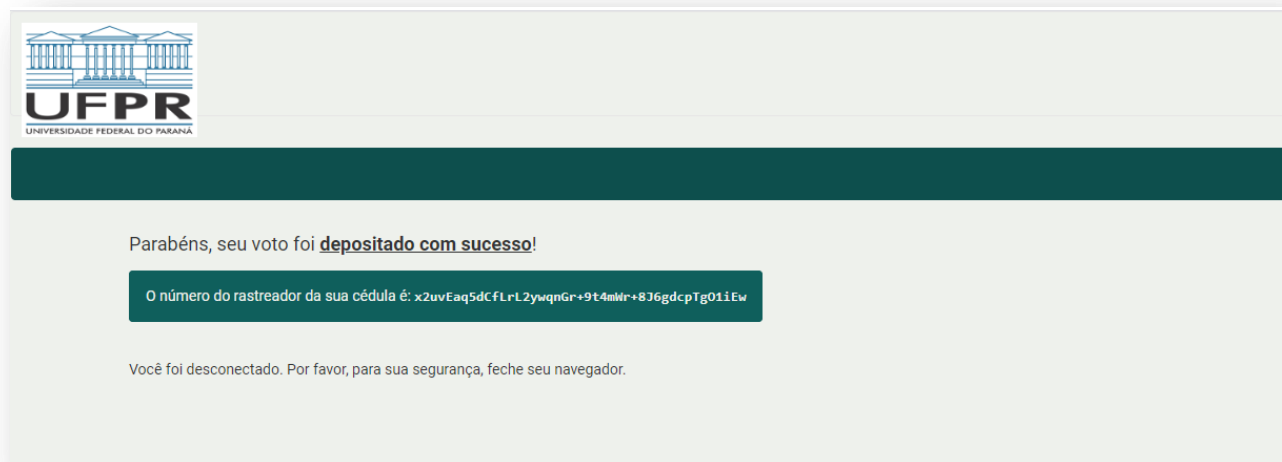 UFPR
UNIVERSIDADE FEDERAL DO PARANÁ
Parabéns, seu voto foi depositado com sucesso!
O número do rastreador da sua cédula é: x2uvEaq5dCfLrL2ywqnGr+9t4mWr+8J6gdcpTgO1iEw
Você foi desconectado. Por favor, para sua segurança, feche seu navegador.